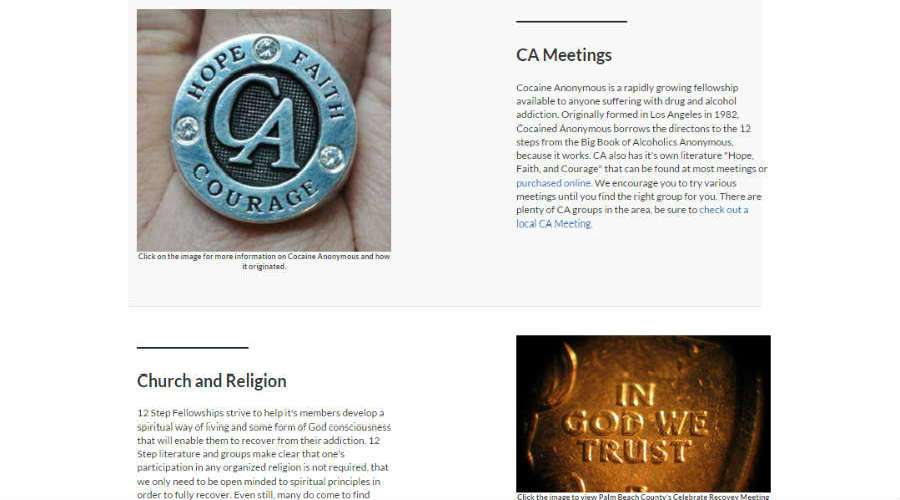 HOPE
FAITH
CA
COURAGE
Click on the image for more information on Cocaine Anonymous and how
it originated.
CA Meetings
Cocaine Anonymous is a rapidly growing fellowship
available to anyone suffering with drug and alcohol
addiction. Originally formed in Los Angeles in 1982,
Cocained Anonymous borrows the directons to the 12
steps from the Big Book of Alcoholics Anonymous,
because it works. CA also has it's own literature "Hope,
Faith, and Courage" that can be found at most meetings or
purchased online. We encourage you to try various
meetings until you find the right group for you. There are
plenty of CA groups in the area, be sure to check out a
local CA Meeting.
Church and Religion
12 Step Fellowships strive to help it's members develop a
spiritual way of living and some form of God consciousness
that will enable them to recover from their addiction. 12
Step literature and groups make clear that one's
participation in any organized religion is not required, that
we only need to be open minded to spiritual principles in
order to fully recover. Even still, many do come to find
IN
GOD WE
TRUST
Click the image to view Palm Beach County's Celebrate Recovey Meeting